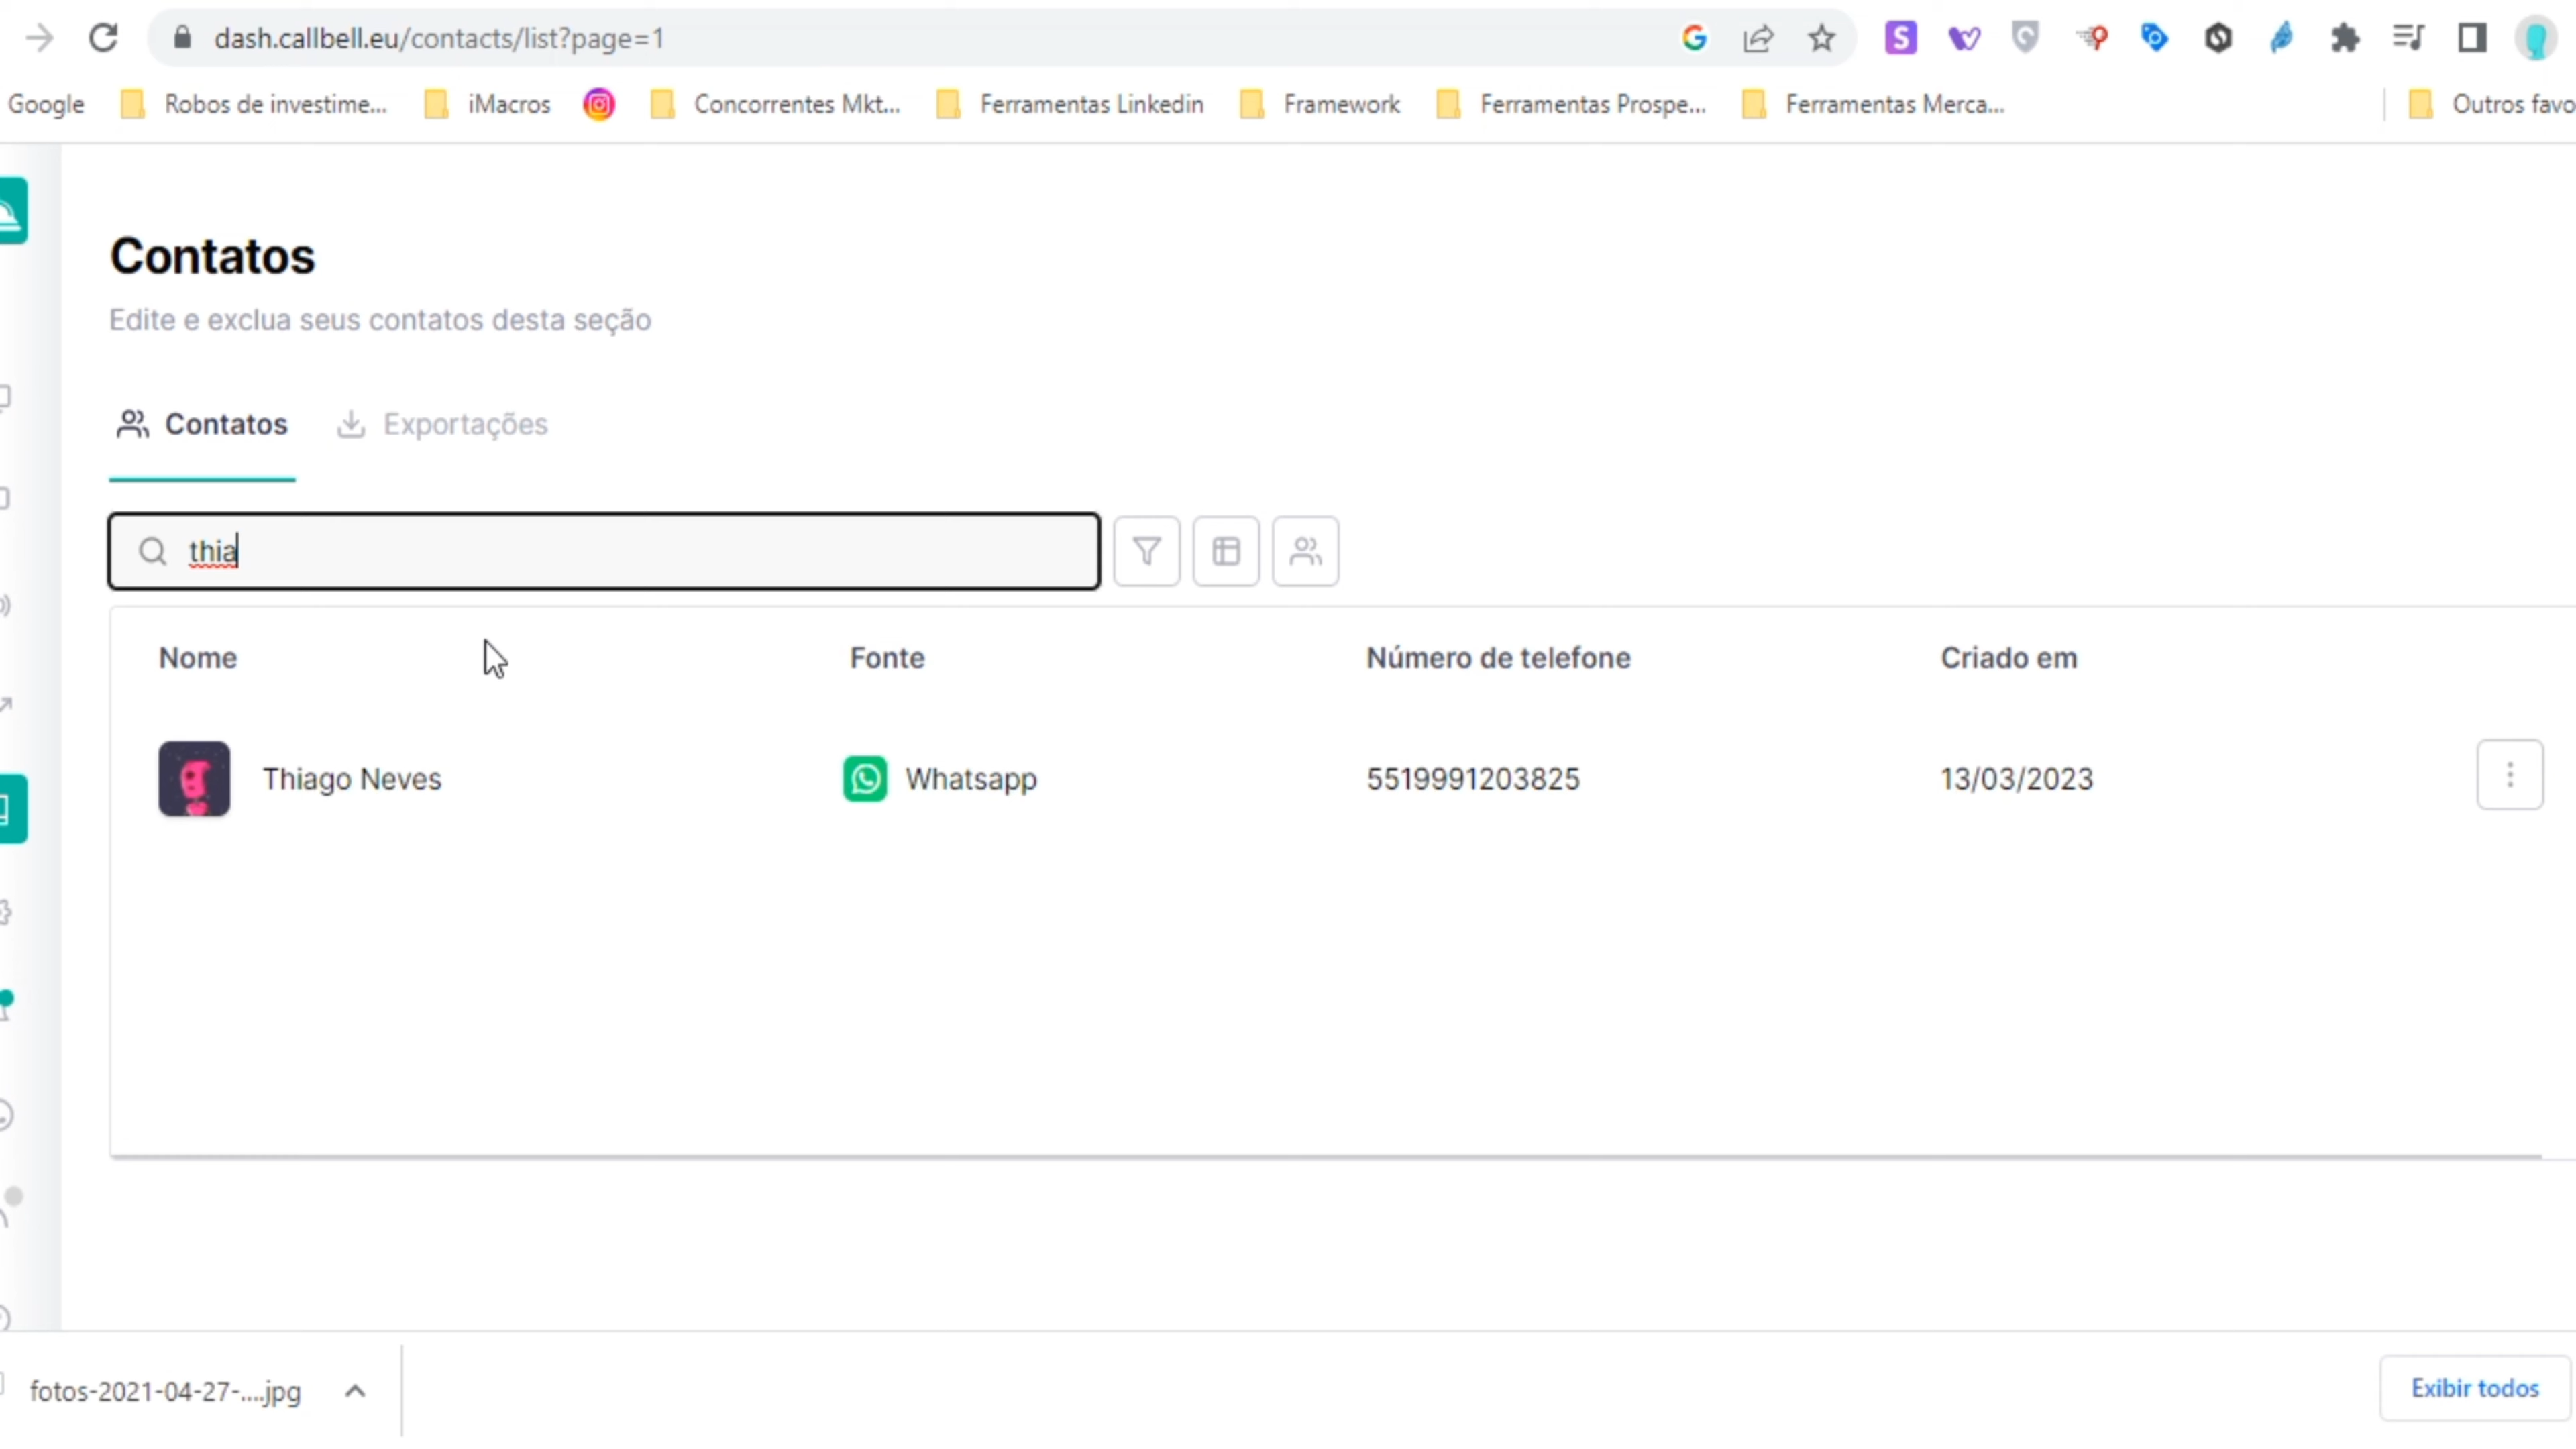 dash.callbell.eu/contacts/list?page=1
Google Robos de investime... iMacros Concorrentes Mkt... Ferramentas Linkedin Framework Ferramentas Prospe... Ferramentas Merca... Outros favo
Contatos
Edite e exclua seus contatos desta seção
Contatos Exportações
thia
Nome Fonte Número de telefone Criado em
Thiago Neves Whatsapp 5519991203825 13/03/2023
fotos-2021-04-27-....jpg Exibir todos